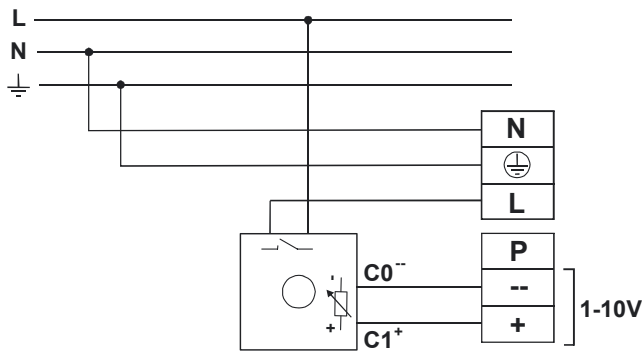 L
N
N
L
P
C0--
--
1-10V
- 
+
C1+
+